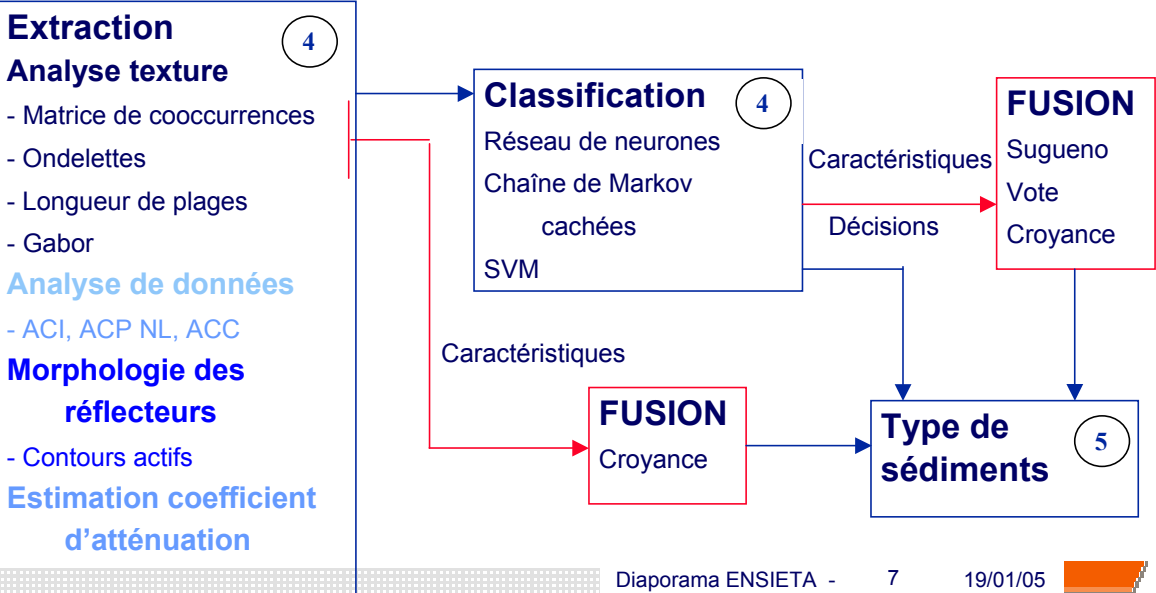 Extraction
4
Analyse texture
- Matrice de cooccurrences
- Ondelettes
- Longueur de plages
- Gabor
Analyse de données
- ACI, ACP NL, ACC
Morphologie des
réflecteurs
- Contours actifs
Estimation coefficient
d'atténuation
Classification
4
Réseau de neurones
Chaîne de Markov
cachées
SVM
Caractéristiques
Décisions
FUSION
Sugueno
Vote
Croyance
Caractéristiques
FUSION
Croyance
Type de
sédiments
5
Diaporama ENSIETA - 7 19/01/05